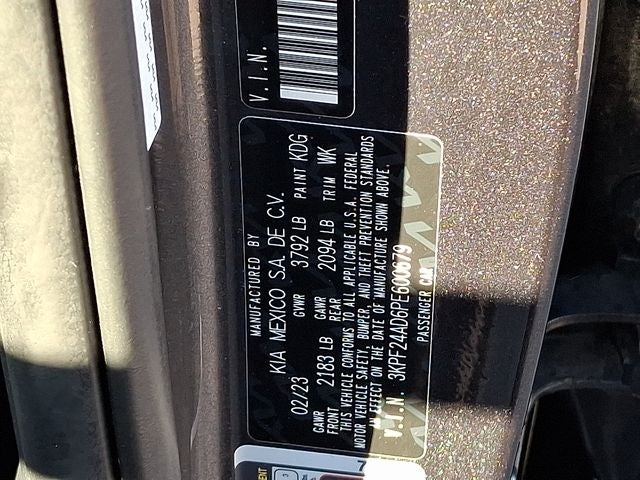 V.I.N.
MANUFACTURED BY
KIA MEXICO S.A. DE C.V.
02/23 GVWR 3792 LB PAINT KDG
GAWR FRONT 2183 LB GAWR REAR 2094 LB TRIM WK
THIS VEHICLE CONFORMS TO ALL APPLICABLE U.S.A. FEDERAL
MOTOR VEHICLE SAFETY, BUMPER, AND THEFT PREVENTION STANDARDS
IN EFFECT ON THE DATE OF MANUFACTURE SHOWN ABOVE.
V.I.N. 3KPF24AD6PE600679
PASSENGER CAR
7